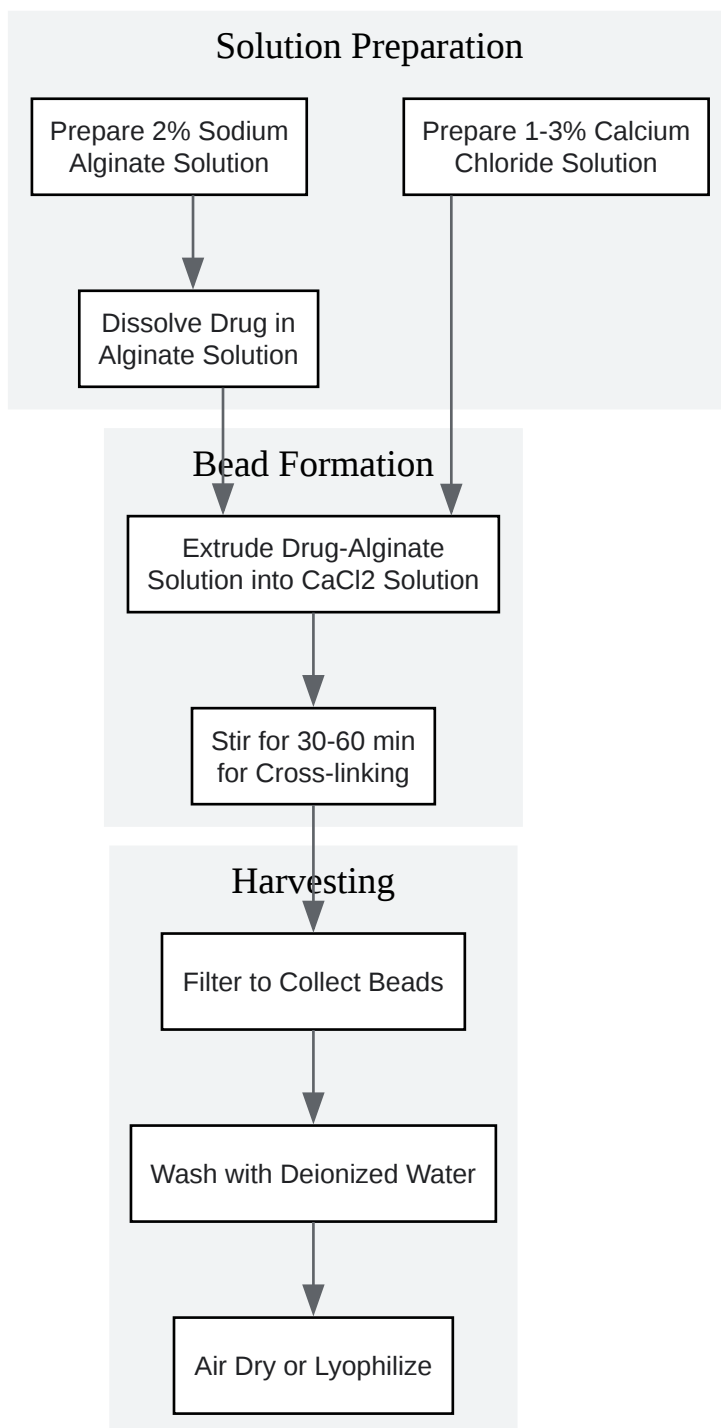 Solution Preparation
Prepare 2% Sodium
Alginate Solution
Prepare 1-3% Calcium
Chloride Solution
Dissolve Drug in
Alginate Solution
Bead Formation
Extrude Drug-Alginate
Solution into CaCl2 Solution
Stir for 30-60 min
for Cross-linking
Harvesting
Filter to Collect Beads
Wash with Deionized Water
Air Dry or Lyophilize